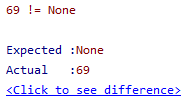 69 != None
Expected :None
Actual   :69
<Click to see difference>